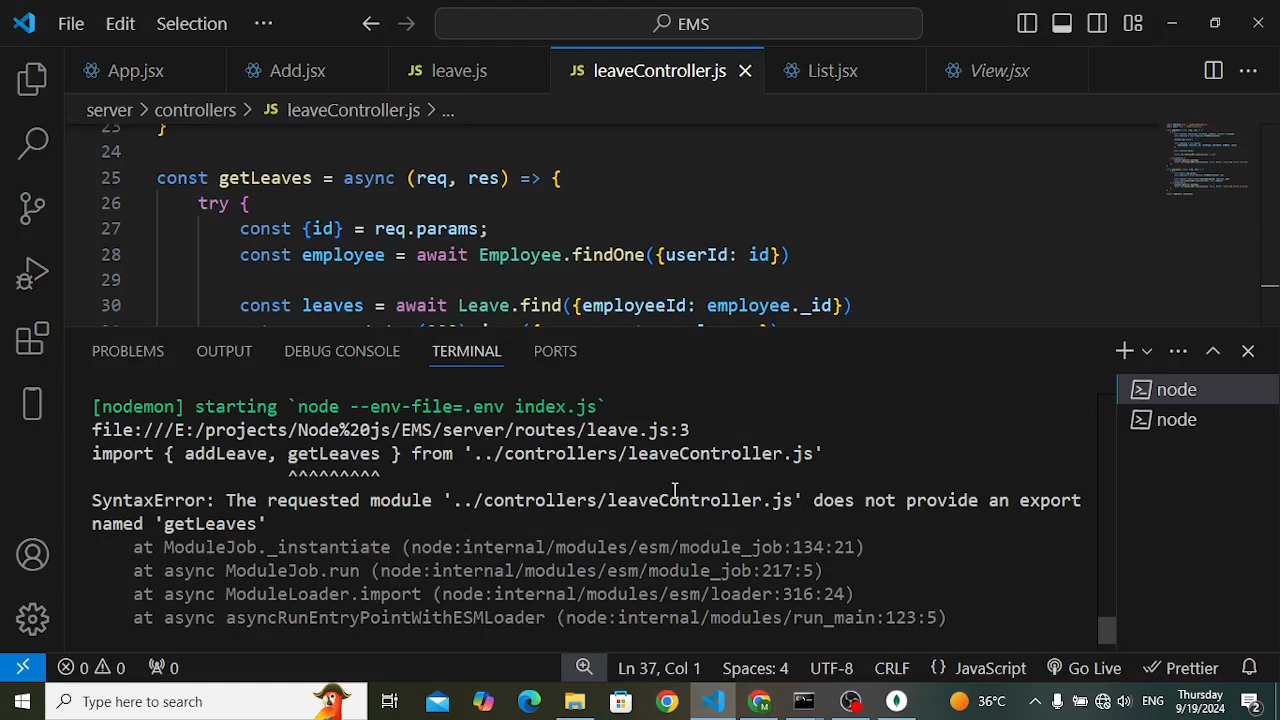 File Edit Selection ··· EMS
App.jsx Add.jsx JS leave.js JS leaveController.js List.jsx View.jsx
server > controllers > JS leaveController.js > ...
23 }
24
25 const getLeaves = async (req, res) => {
26 try {
27 const {id} = req.params;
28 const employee = await Employee.findOne({userId: id})
29
30 const leaves = await Leave.find({employeeId: employee._id})
PROBLEMS OUTPUT DEBUG CONSOLE TERMINAL PORTS
[nodemon] starting `node --env-file=.env index.js`
file:///E:/projects/Node%20js/EMS/server/routes/leave.js:3
import { addLeave, getLeaves } from '../controllers/leaveController.js'
^^^^^^^^^
SyntaxError: The requested module '../controllers/leaveController.js' does not provide an export
named 'getLeaves'
at ModuleJob._instantiate (node:internal/modules/esm/module_job:134:21)
at async ModuleJob.run (node:internal/modules/esm/module_job:217:5)
at async ModuleLoader.import (node:internal/modules/esm/loader:316:24)
at async asyncRunEntryPointWithESMLoader (node:internal/modules/run_main:123:5)
node
node
0 0 0 Ln 37, Col 1 Spaces: 4 UTF-8 CRLF {} JavaScript Go Live Prettier
Type here to search 36°C ENG Thursday
9/19/2024 2